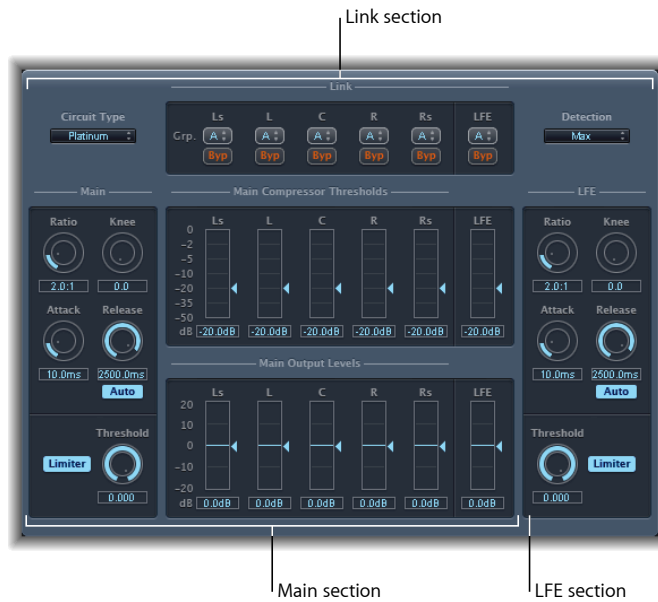 Link section
Link
Circuit Type
Platinum
Ls L C R Rs LFE
Grp. A A A A A A
Byp Byp Byp Byp Byp Byp
Detection
Max
Main
Ratio Knee
2.0:1 0.0
Attack Release
10.0ms 2500.0ms
Auto
Threshold
Limiter
0.000
Main Compressor Thresholds
Ls L C R Rs LFE
0
-2
-5
-10
-20
-35
-50
dB -20.0dB -20.0dB -20.0dB -20.0dB -20.0dB -20.0dB
Main Output Levels
Ls L C R Rs LFE
20
10
0
-10
-20
dB 0.0dB 0.0dB 0.0dB 0.0dB 0.0dB 0.0dB
LFE
Ratio Knee
2.0:1 0.0
Attack Release
10.0ms 2500.0ms
Auto
Threshold
Limiter
0.000
Main section
LFE section